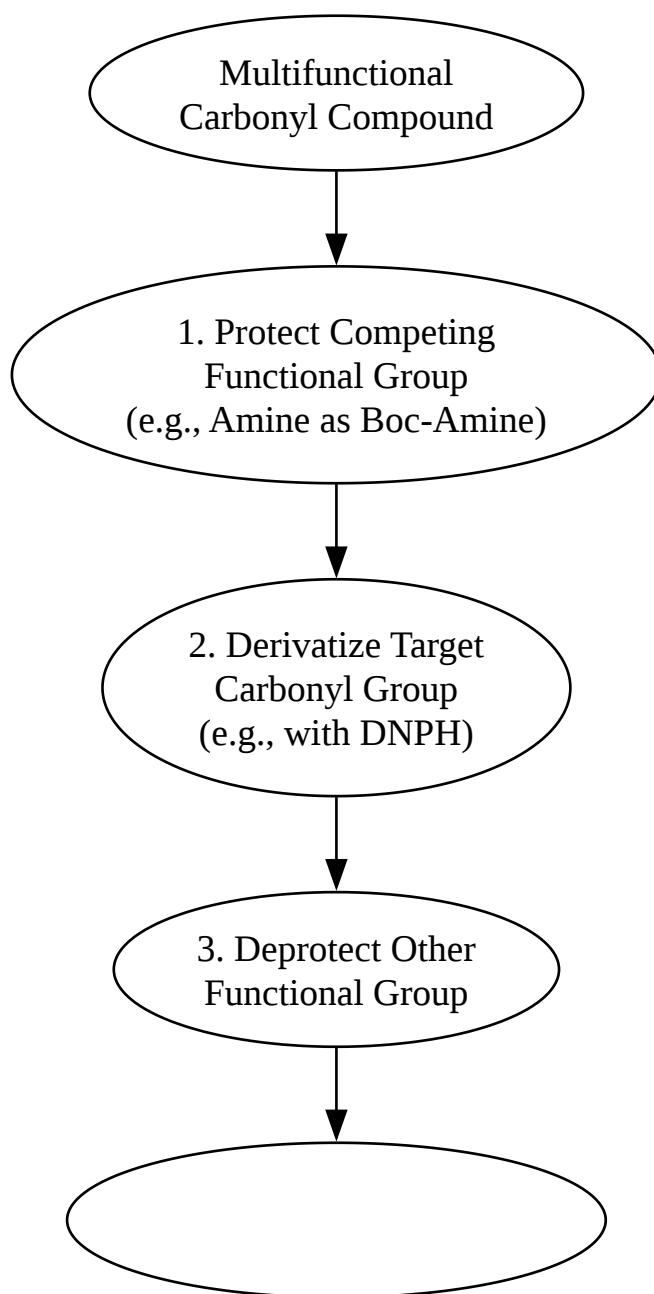 Multifunctional
Carbonyl Compound
1. Protect Competing
Functional Group
(e.g., Amine as Boc-Amine)
2. Derivatize Target
Carbonyl Group
(e.g., with DNPH)
3. Deprotect Other
Functional Group